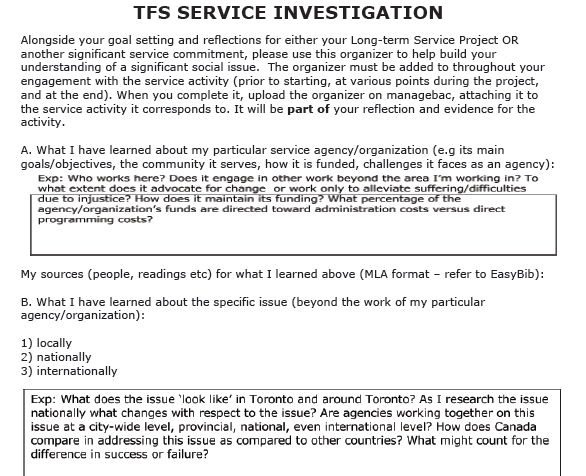 TFS SERVICE INVESTIGATION
Alongside your goal setting and reflections for either your Long-term Service Project OR
another significant service commitment, please use this organizer to help build your
understanding of a significant social issue.  The organizer must be added to throughout your
engagement with the service activity (prior to starting, at various points during the project,
and at the end). When you complete it, upload the organizer on managebac, attaching it to
the service activity it corresponds to. It will be part of your reflection and evidence for the
activity.
A. What I have learned about my particular service agency/organization (e.g its main
goals/objectives, the community it serves, how it is funded, challenges it faces as an agency):
Exp: Who works here? Does it engage in other work beyond the area I'm working in? To
what extent does it advocate for change  or work only to alleviate suffering/difficulties
due to injustice? How does it maintain its funding? What percentage of the
agency/organization's funds are directed toward administration costs versus direct
programming costs?
My sources (people, readings etc) for what I learned above (MLA format – refer to EasyBib):
B. What I have learned about the specific issue (beyond the work of my particular
agency/organization):
1) locally
2) nationally
3) internationally
Exp: What does the issue 'look like' in Toronto and around Toronto? As I research the issue
nationally what changes with respect to the issue? Are agencies working together on this
issue at a city-wide level, provincial, national, even international level? How does Canada
compare in addressing this issue as compared to other countries? What might count for the
difference in success or failure?